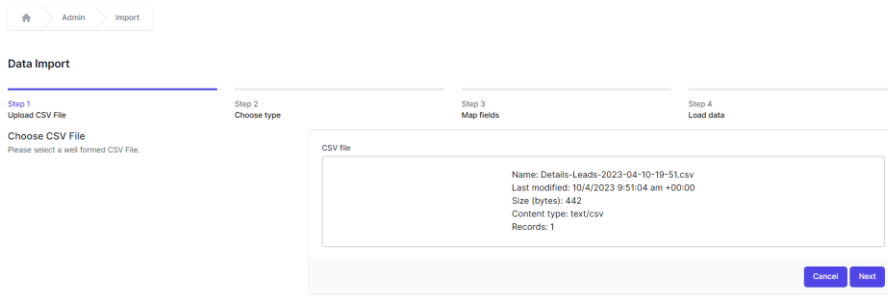 Admin
Import
Data Import
Step 1
Upload CSV File
Step 2
Choose type
Step 3
Map fields
Step 4
Load data
Choose CSV File
Please select a well formed CSV File.
CSV file
Name: Details-Leads-2023-04-10-19-51.csv
Last modified: 10/4/2023 9:51:04 am +00:00
Size (bytes): 442
Content type: text/csv
Records: 1
Cancel
Next